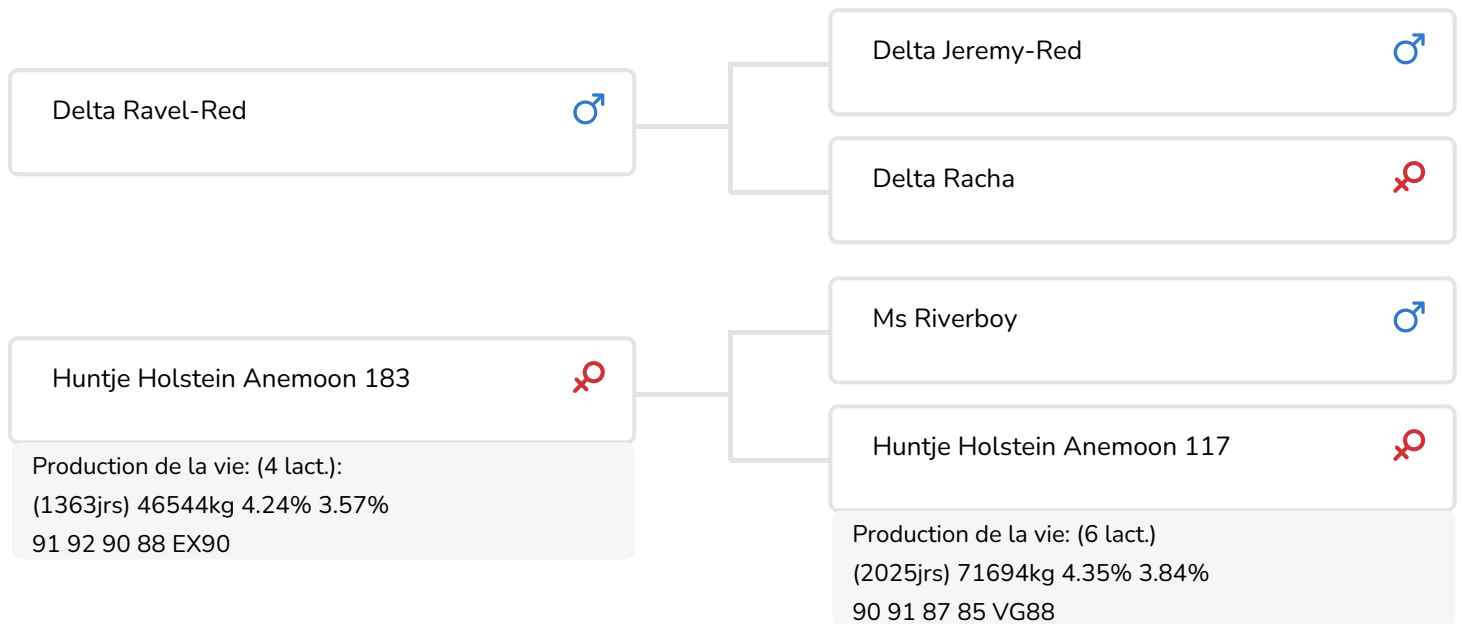 Delta Ravel-Red
Delta Jeremy-Red
Delta Racha
Huntje Holstein Anemoon 183
Production de la vie: (4 lact.):
(1363jrs) 46544kg 4.24% 3.57%
91 92 90 88 EX90
Ms Riverboy
Huntje Holstein Anemoon 117
Production de la vie: (6 lact.)
(2025jrs) 71694kg 4.35% 3.84%
90 91 87 85 VG88